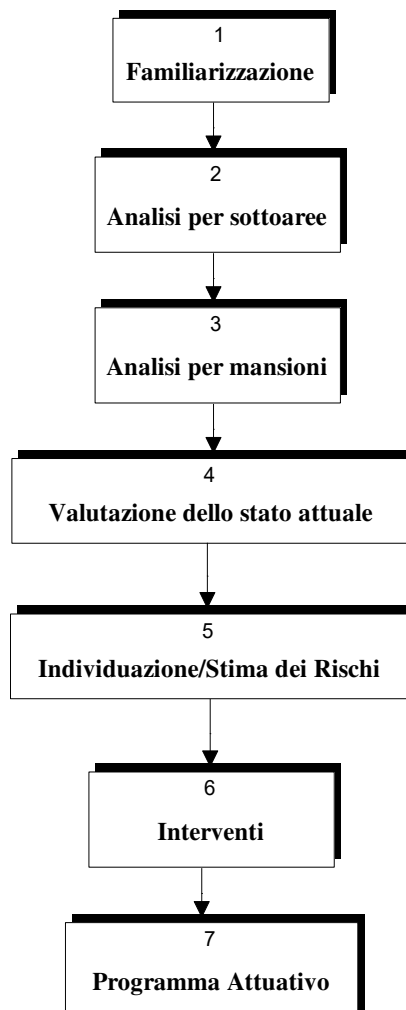 1
Familiarizzazione
2
Analisi per sottoaree
3
Analisi per mansioni
4
Valutazione dello stato attuale
5
Individuazione/Stima dei Rischi
6
Interventi
7
Programma Attuativo